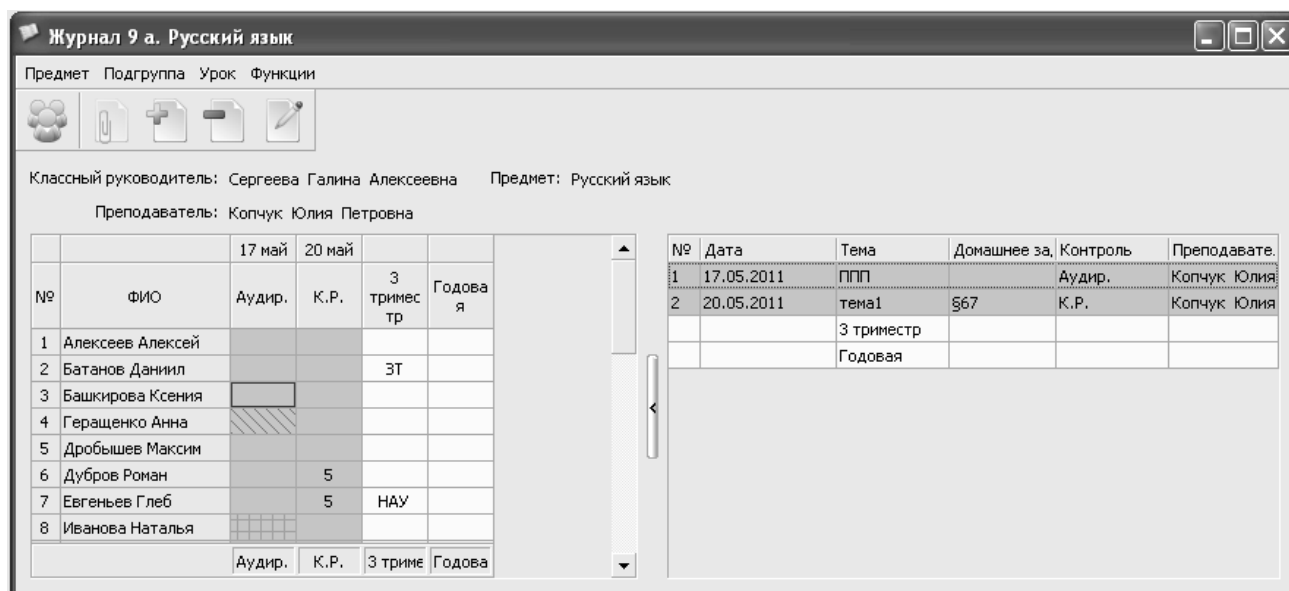 Журнал 9 а. Русский язык
Предмет Подгруппа Урок Функции
Классный руководитель: Сергеева Галина Алексеевна Предмет: Русский язык
Преподаватель: Копчук Юлия Петровна
17 май 20 май
№ ФИО Аудир. К.Р. 3 тримес тр Годова я
1 Алексеев Алексей
2 Батанов Даниил ЗТ
3 Башкирова Ксения
4 Геращенко Анна
5 Дробышев Максим
6 Дубров Роман 5
7 Евгеньев Глеб 5 НАУ
8 Иванова Наталья
Аудир. К.Р. 3 триме Годова
№ Дата Тема Домашнее за, Контроль Преподавате.
1 17.05.2011 ППП Аудир. Копчук Юлия
2 20.05.2011 тема1 §67 К.Р. Копчук Юлия
3 триместр
Годовая